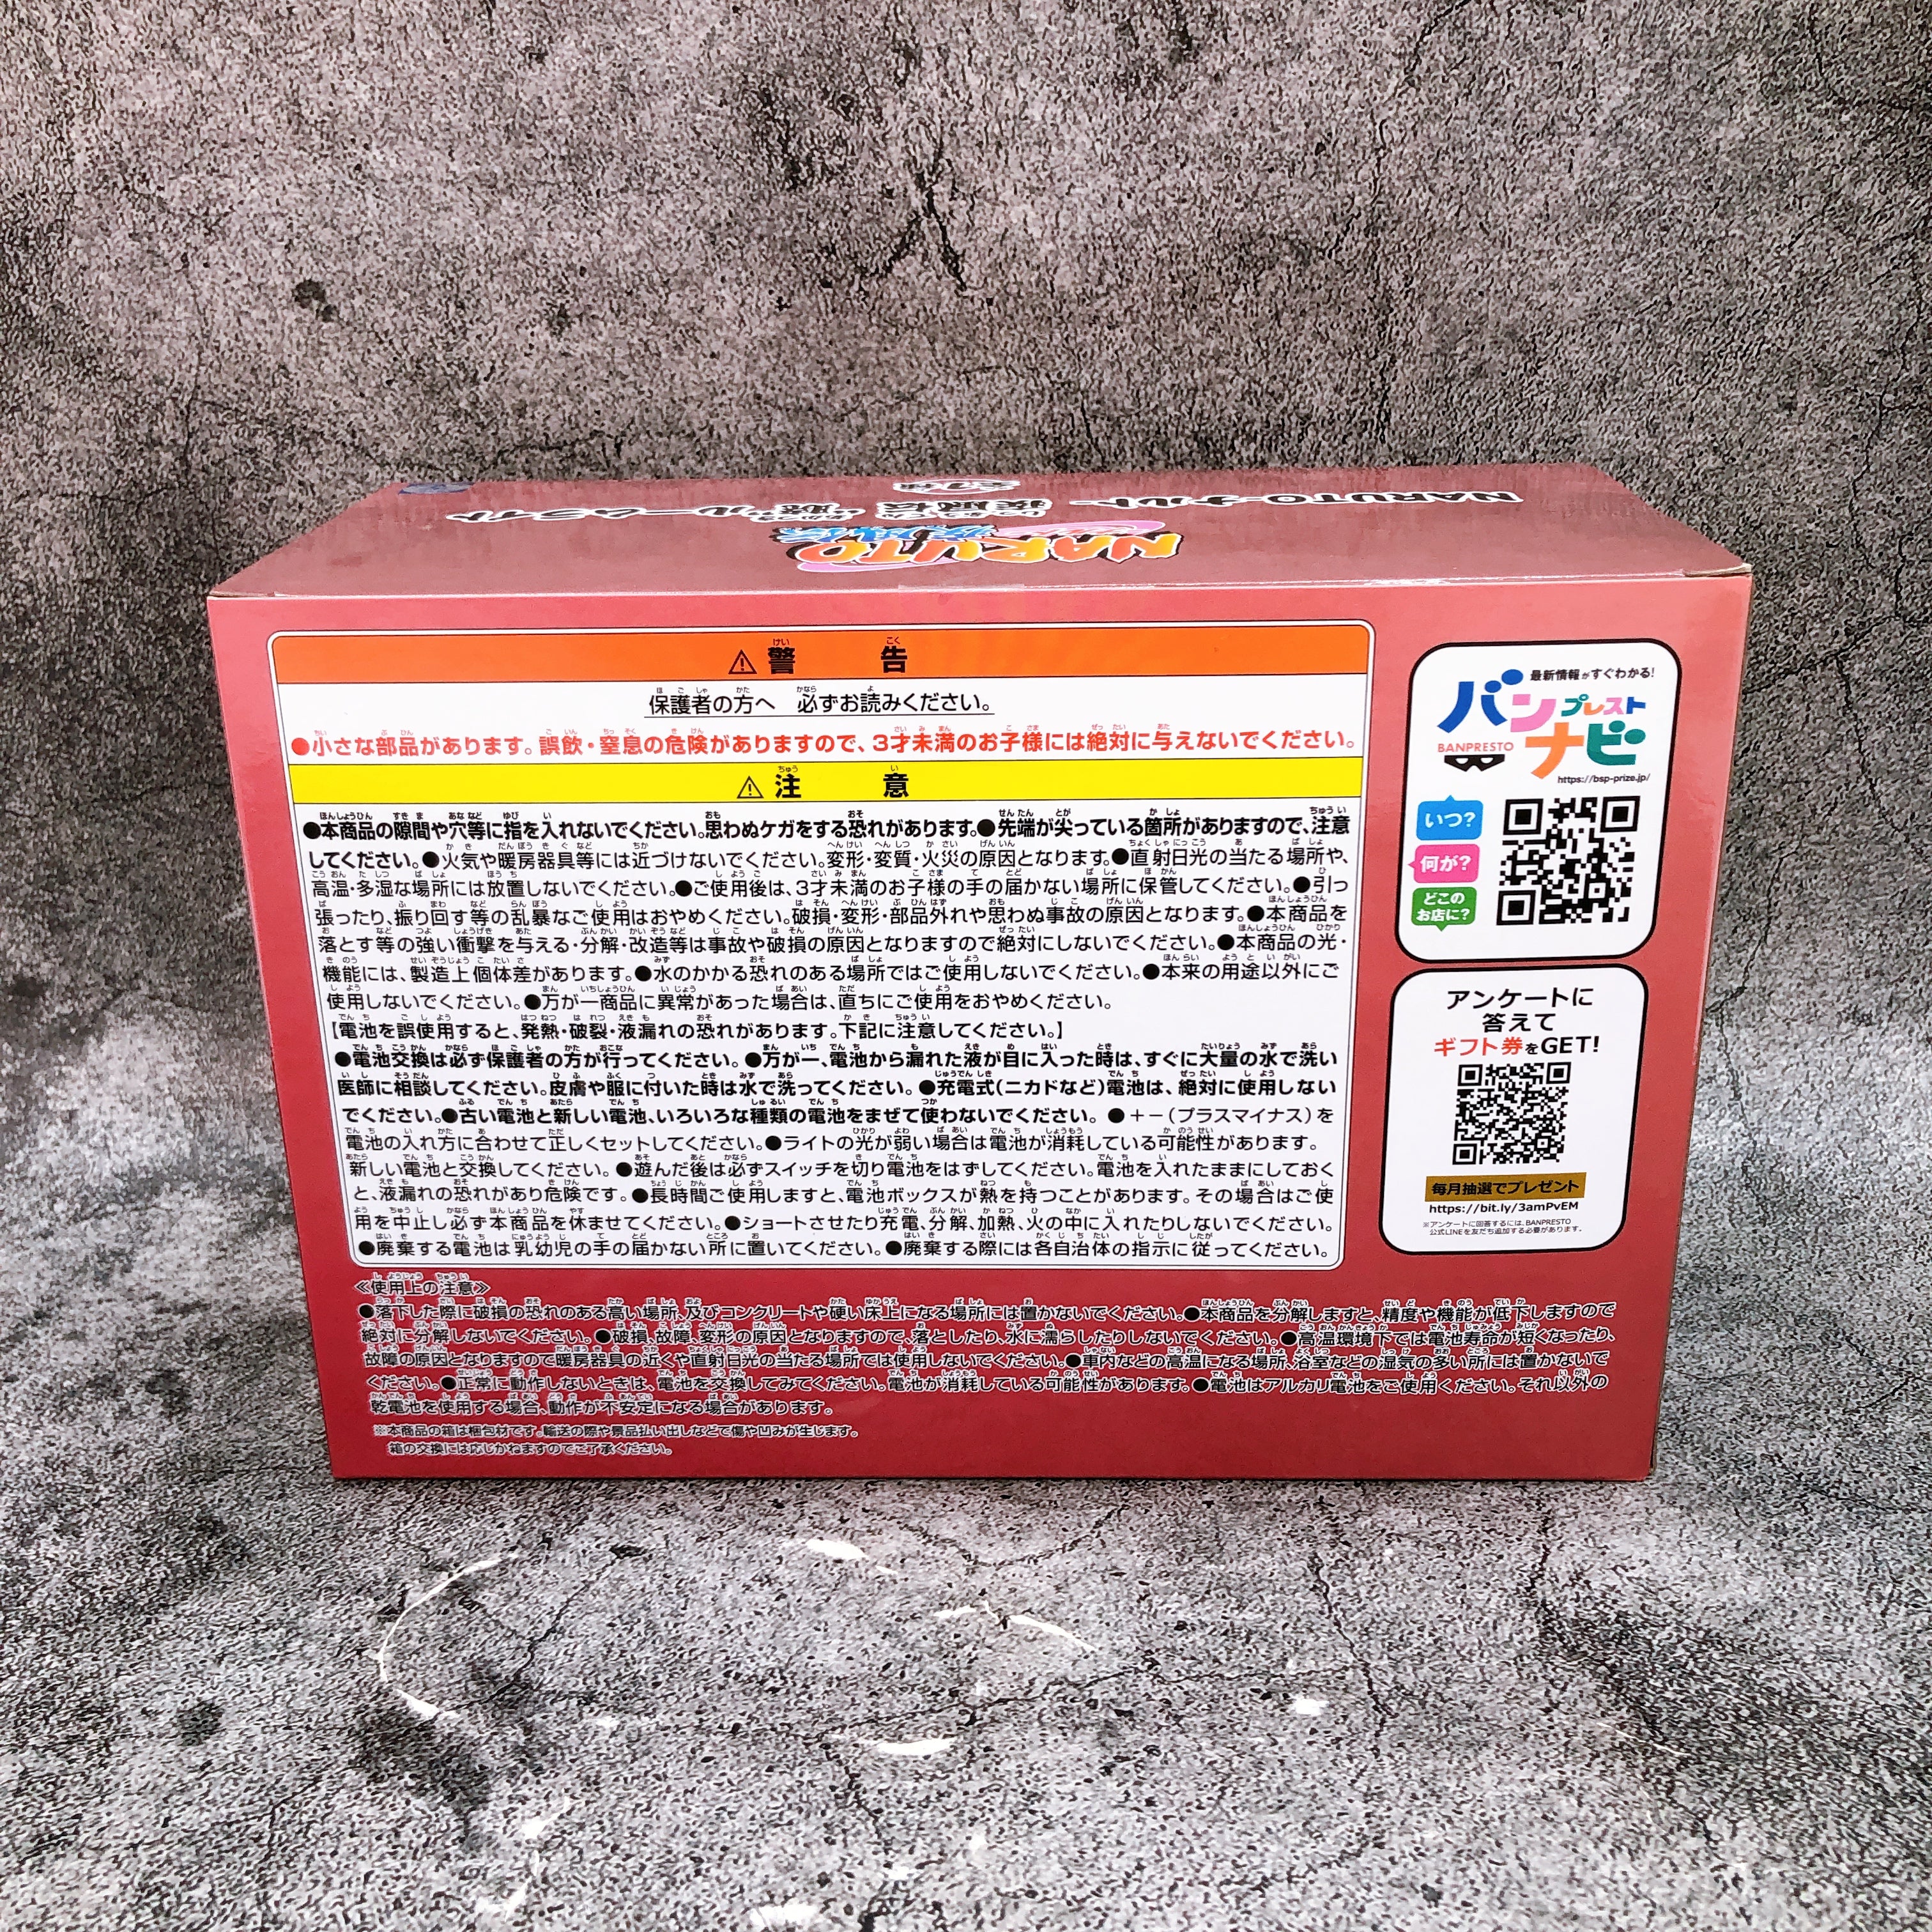 NARUTO-ナルト-
疾風伝
ルームライト
NARUTO
疾風伝
⚠警告
保護者の方へ 必ずお読みください。
●小さな部品があります。誤飲・窒息の危険がありますので、3才未満のお子様には絶対に与えないでください。
⚠注意
●本商品の隙間や穴等に指を入れないでください。思わぬケガをする恐れがあります。●先端が尖っている箇所がありますので、注意
してください。●火気や暖房器具等には近づけないでください。変形・変質・火災の原因となります。●直射日光の当たる場所や、
高温・多湿な場所には放置しないでください。●ご使用後は、3才未満のお子様の手の届かない場所に保管してください。●引っ
張ったり、振り回す等の乱暴なご使用はおやめください。破損・変形・部品外れや思わぬ事故の原因となります。●本商品を
落とす等の強い衝撃を与える・分解・改造等は事故や破損の原因となりますので絶対にしないでください。●本商品の光・
機能には、製造上個体差があります。●水のかかる恐れのある場所ではご使用しないでください。●本来の用途以外にご
使用しないでください。●万が一商品に異常があった場合は、直ちにご使用をおやめください。
【電池を誤使用すると、発熱・破裂・液漏れの恐れがあります。下記に注意してください。】
●電池交換は必ず保護者の方が行ってください。●万が一、電池から漏れた液が目に入った時は、すぐに大量の水で洗い
医師に相談してください。皮膚や服に付いた時は水で洗ってください。●充電式(ニカドなど)電池は、絶対に使用しない
でください。●古い電池と新しい電池、いろいろな種類の電池をまぜて使わないでください。●+-(プラスマイナス)を
電池の入れ方に合わせて正しくセットしてください。●ライトの光が弱い場合は電池が消耗している可能性があります。
新しい電池と交換してください。●遊んだ後は必ずスイッチを切り電池をはずしてください。電池を入れたままにしておく
と、液漏れの恐れがあり危険です。●長時間ご使用しますと、電池ボックスが熱を持つことがあります。その場合はご使
用を中止し必ず本商品を休ませてください。●ショートさせたり充電、分解、加熱、火の中に入れたりしないでください。
●廃棄する電池は乳幼児の手の届かない所に置いてください。●廃棄する際には各自治体の指示に従ってください。
≪使用上の注意≫
●落下した際に破損の恐れのある高い場所、及びコンクリートや硬い床上になる場所には置かないでください。●本商品を分解しますと、精度や機能が低下しますので
絶対に分解しないでください。●破損、故障、変形の原因となりますので、落としたり、水に濡らしたりしないでください。●高温環境下では電池寿命が短くなったり、
故障の原因となりますので暖房器具の近くや直射日光の当たる場所では使用しないでください。●車内などの高温になる場所、浴室などの湿気の多い所には置かないで
ください。●正常に動作しないときは、電池を交換してみてください。電池が消耗している可能性があります。●電池はアルカリ電池をご使用ください。それ以外の
乾電池を使用する場合、動作が不安定になる場合があります。
※本商品の箱は梱包材です。輸送の際や景品払い出しなどで傷や凹みが生じます。
箱の交換には応じかねますのでご了承ください。
最新情報がすぐわかる!
バンプレスト
ナビ
BANPRESTO
https://bsp-prize.jp/
いつ?
何が?
どこの
お店に?
アンケートに
答えて
ギフト券をGET!
毎月抽選でプレゼント
https://bit.ly/3amPvEM
※アンケートに回答するには、BANPRESTO
公式LINEを友だち追加する必要があります。